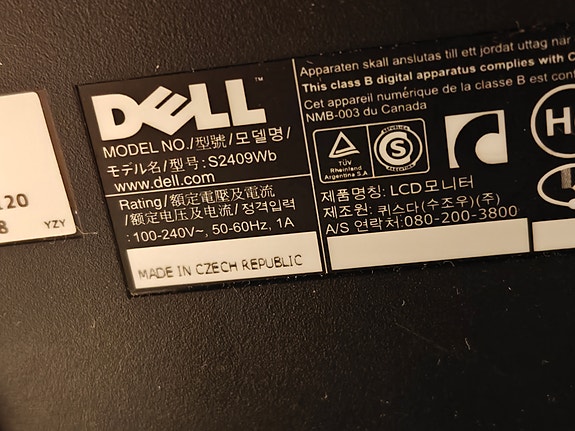 120
8
YZY
DELL™
MODEL NO./型號/모델명/
モデル名/型号: S2409Wb
www.dell.com
Rating/額定電壓及電流/
/额定电压及电流/정격입력
:100-240V~, 50-60Hz, 1A
MADE IN CZECH REPUBLIC
Apparaten skall anslutas till ett jordat uttag när
This class B digital apparatus complies with C
Cet appareil numérique de la classe B est con
NMB-003 du Canada
TÜV
Rheinland
Argentina S.A.
S
제품명칭: LCD모니터
제조원: 퀴스다(수조우)(주)
A/S 연락처:080-200-3800